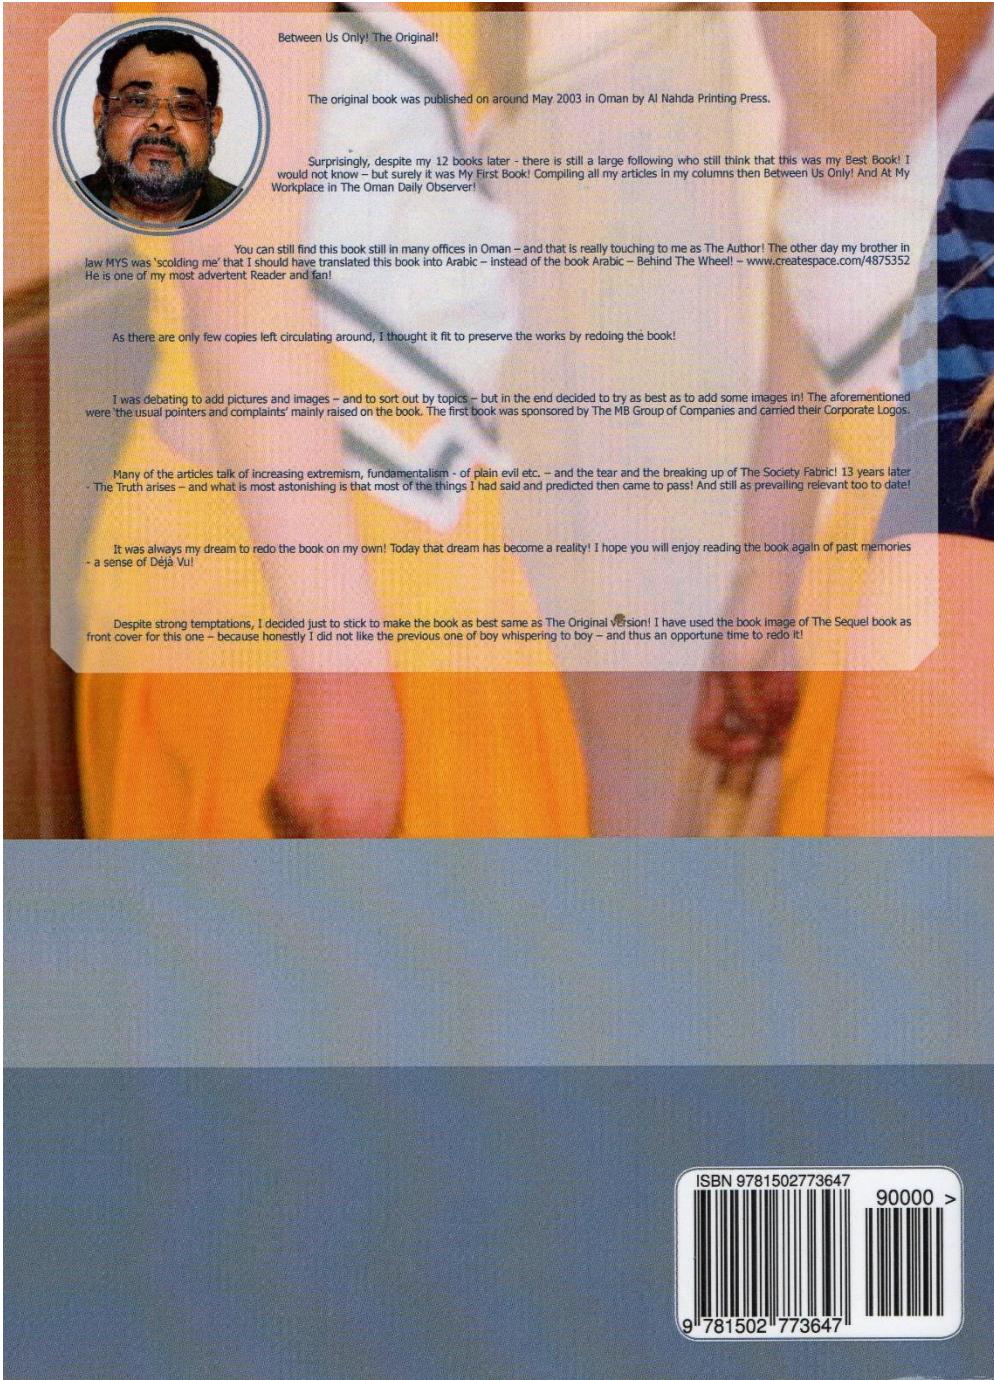 Between Us Only! The Original!
The original book was published on around May 2003 in Oman by Al Nahda Printing Press.
Surprisingly, despite my 12 books later - there is still a large following who still think that this was my Best Book! I
would not know – but surely it was My First Book! Compiling all my articles in my columns then Between Us Only! And At My
Workplace in The Oman Daily Observer!
You can still find this book still in many offices in Oman – and that is really touching to me as The Author! The other day my brother in
law MYS was 'scolding me' that I should have translated this book into Arabic – instead of the book Arabic – Behind The Wheel! – www.createspace.com/4875352
He is one of my most advertent Reader and fan!
As there are only few copies left circulating around, I thought it fit to preserve the works by redoing the book!
I was debating to add pictures and images – and to sort out by topics – but in the end decided to try as best as to add some images in! The aforementioned
were 'the usual pointers and complaints' mainly raised on the book. The first book was sponsored by The MB Group of Companies and carried their Corporate Logos.
Many of the articles talk of increasing extremism, fundamentalism - of plain evil etc. – and the tear and the breaking up of The Society Fabric! 13 years later
- The Truth arises – and what is most astonishing is that most of the things I had said and predicted then came to pass! And still as prevailing relevant too to date!
It was always my dream to redo the book on my own! Today that dream has become a reality! I hope you will enjoy reading the book again of past memories
- a sense of Déjà Vu!
Despite strong temptations, I decided just to stick to make the book as best same as The Original version! I have used the book image of The Sequel book as
front cover for this one – because honestly I did not like the previous one of boy whispering to boy – and thus an opportune time to redo it!
ISBN 9781502773647
90000 >
9 781502 773647